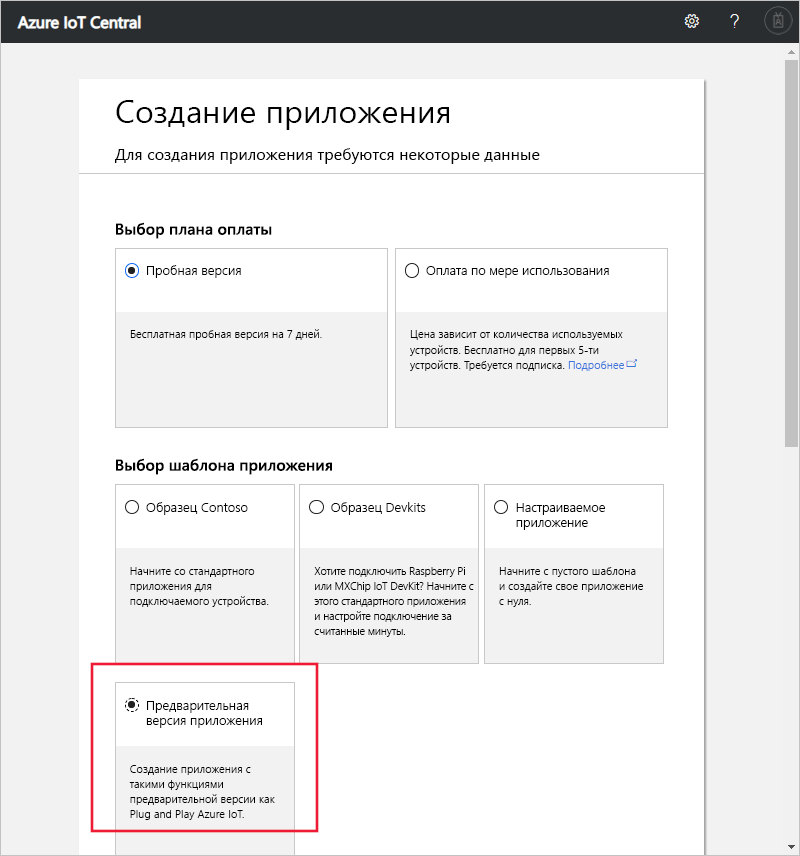 Azure IoT Central
?
Создание приложения
Для создания приложения требуются некоторые данные
Выбор плана оплаты
Пробная версия
Бесплатная пробная версия на 7 дней.
Оплата по мере использования
Цена зависит от количества используемых
устройств. Бесплатно для первых 5-ти
устройств. Требуется подписка. Подробнее
Выбор шаблона приложения
Образец Contoso
Начните со стандартного
приложения для
подключаемого устройства.
Образец Devkits
Хотите подключить Raspberry Pi
или MXChip IoT DevKit? Начните с
этого стандартного приложения
и настройте подключение за
считанные минуты.
Настраиваемое
приложение
Начните с пустого шаблона
и создайте свое приложение
с нуля.
Предварительная
версия приложения
Создание приложения с
такими функциями
предварительной версии как
Plug and Play Azure IoT.